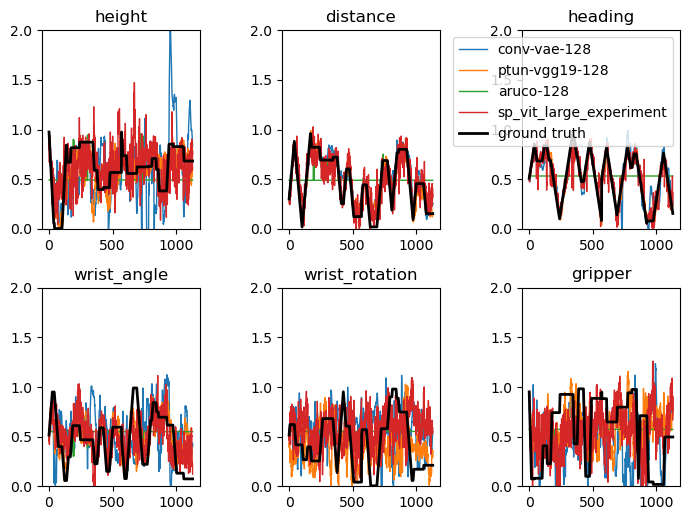 height distance heading
2.0 2.0
1.5 1.5 1.5
1.0 1.0 1.0
0.5 0.5 0.5
0.0 0.0 0.0
0 500 1000 0 500 1000 0 500 1000
conv-vae-128
ptun-vgg19-128
aruco-128
sp_vit_large_experiment
ground truth
wrist_angle wrist_rotation gripper
2.0 2.0 2.0
1.5 1.5 1.5
1.0 1.0 1.0
0.5 0.5 0.5
0.0 0.0 0.0
0 500 1000 0 500 1000 0 500 1000